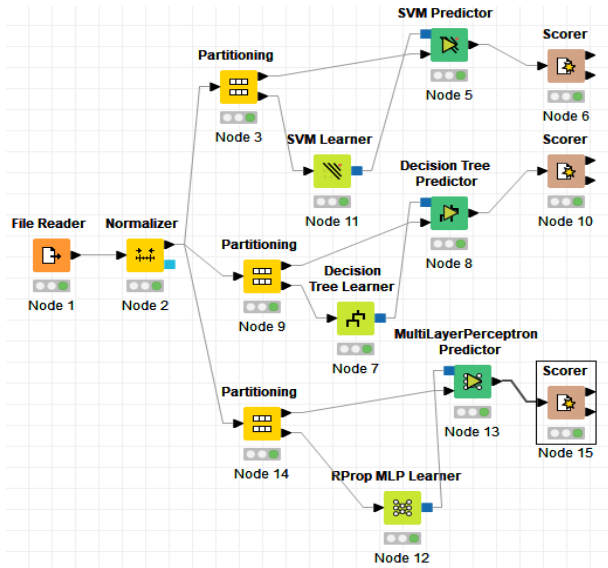 SVM Predictor
Scorer
Partitioning
Node 5
Node 6
Node 3
SVM Learner
Scorer
Decision Tree
Predictor
Node 11
Node 10
File Reader
Normalizer
Partitioning
Node 8
Decision
Tree Learner
Node 1
Node 2
Node 9
MultiLayerPerceptron
Predictor
Node 7
Scorer
Partitioning
Node 13
Node 15
Node 14
RProp MLP Learner
Node 12